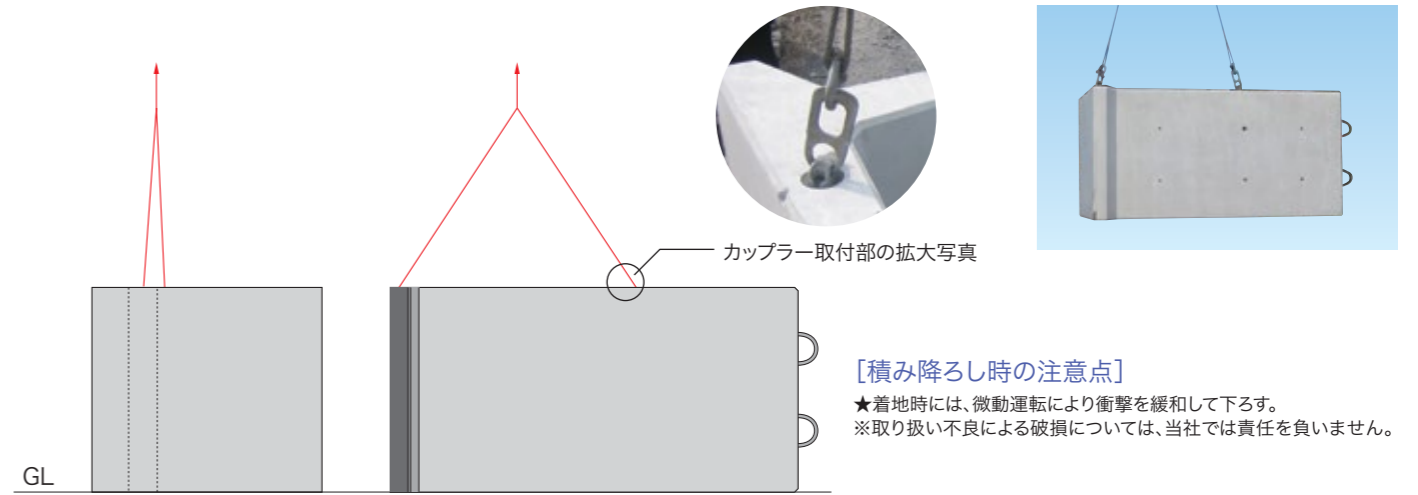 カップラー取付部の拡大写真
［積み降ろし時の注意点］
★着地時には、微動運転により衝撃を緩和して下ろす。
※取り扱い不良による破損については、当社では責任を負いません。
GL